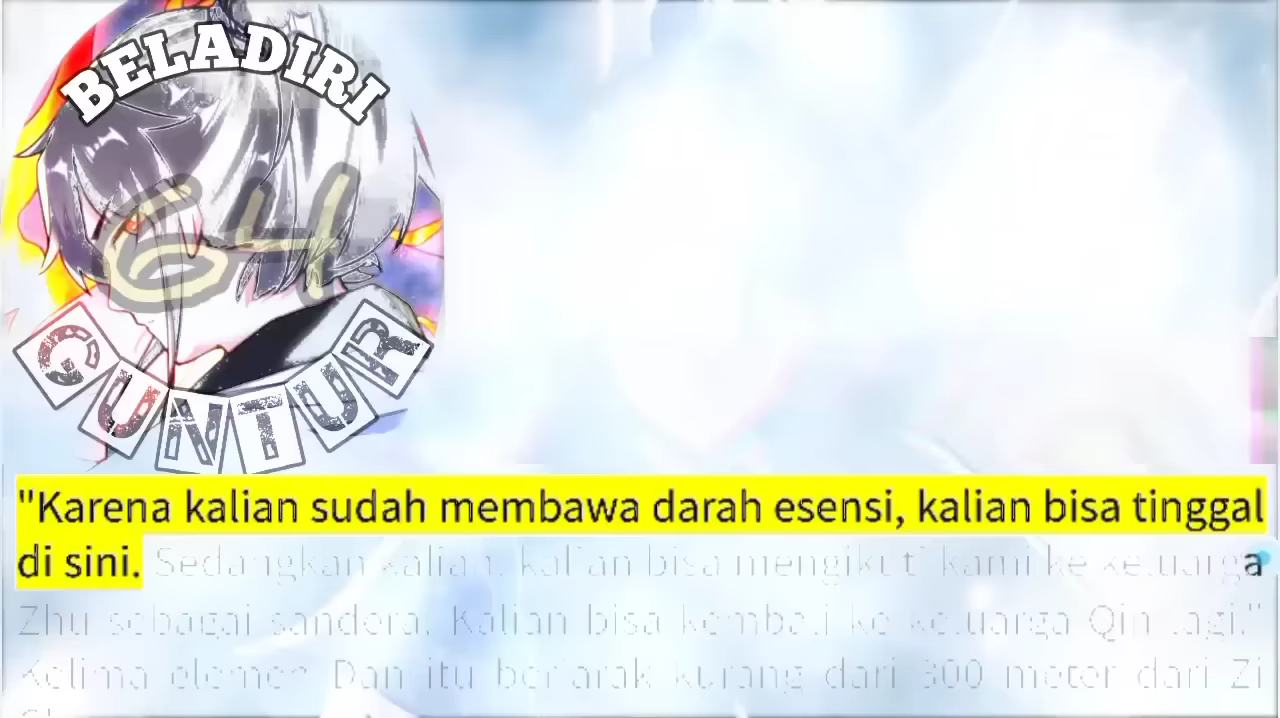 BELADIRI
64
GUNTUR
"Karena kalian sudah membawa darah esensi, kalian bisa tinggal
di sini. Sedangkan kalian, kalian bisa mengikuti kami ke keluarga
Zhu sebagai sandera. Kalian bisa kembali ke keluarga Qin lagi."
Kelima elemen Dan itu berjarak kurang dari 300 meter dari Zi